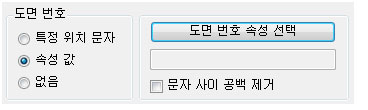 도면 번호
특정 위치 문자
속성 값
없음
도면 번호 속성 선택
문자 사이 공백 제거